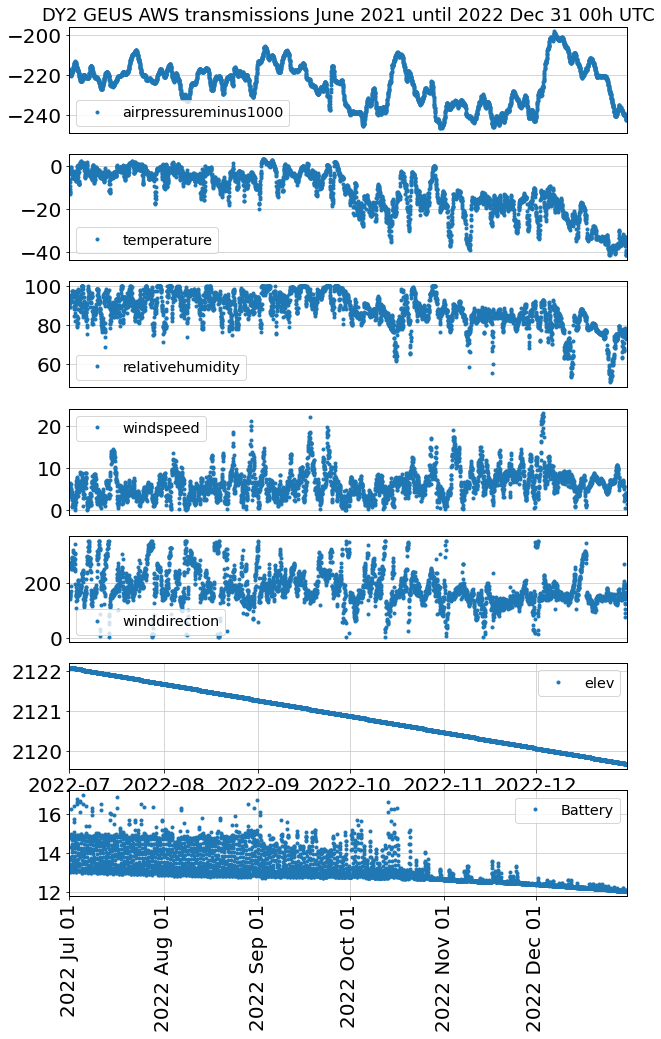 DY2 GEUS AWS transmissions June 2021 until 2022 Dec 31 00h UTC
−200
−220
−240
airpressureminus1000
0
−20
−40
temperature
100
80
60
relativehumidity
20
10
0
windspeed
200
0
winddirection
2122
2121
2120
elev
2022-07 2022-08 2022-09 2022-10 2022-11 2022-12
16
14
12
Battery
2022 Jul 01
2022 Aug 01
2022 Sep 01
2022 Oct 01
2022 Nov 01
2022 Dec 01